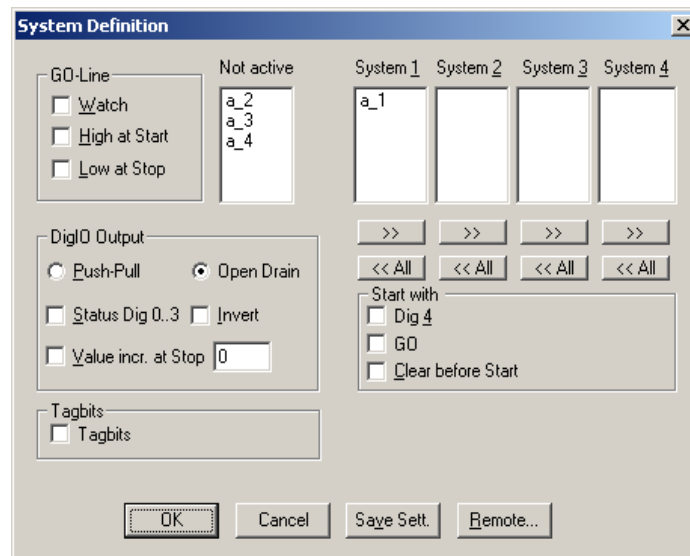 System Definition
GO-Line
Watch
High at Start
Low at Stop
Not active
a_2
a_3
a_4
System 1
a_1
System 2
System 3
System 4
>>
>>
>>
>>
<< All
<< All
<< All
<< All
DigIO Output
Push-Pull
Open Drain
Status Dig 0..3
Invert
Value incr. at Stop
0
Start with
Dig 4
GO
Clear before Start
Tagbits
Tagbits
OK
Cancel
Save Sett.
Remote...